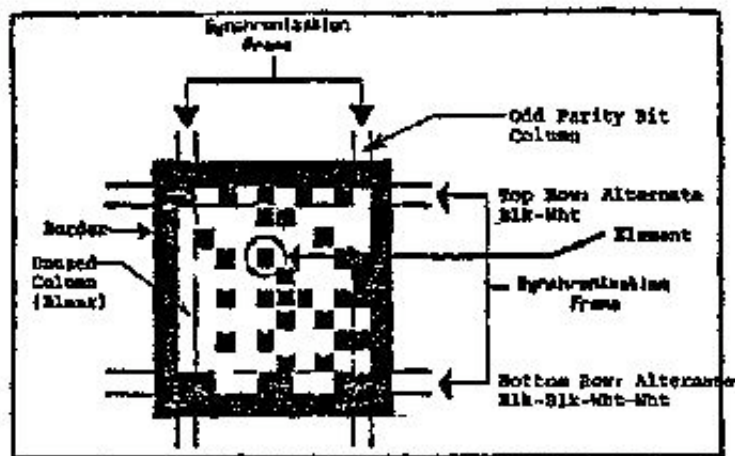 Synchronization
Frame
Odd Parity Bit
Column
Top Row: Alternate
Blk-Wht
Border
Element
Unused
Column
(Blank)
Synchronization
Frame
Bottom Row: Alternate
Blk-Blk-Wht-Wht